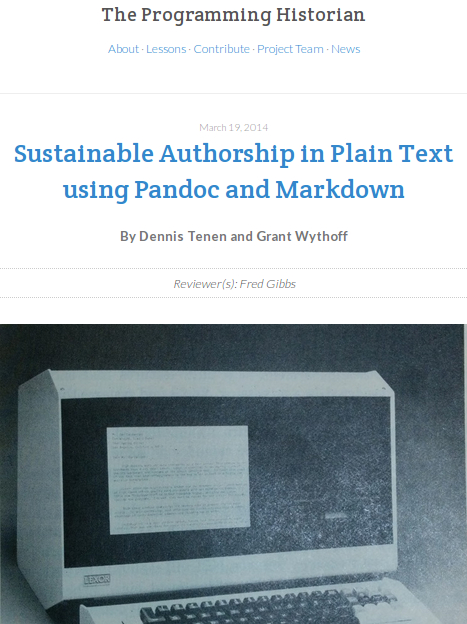 The Programming Historian
About · Lessons · Contribute · Project Team · News
March 19, 2014
Sustainable Authorship in Plain Text
using Pandoc and Markdown
By Dennis Tenen and Grant Wythoff
Reviewer(s): Fred Gibbs
LEXOR